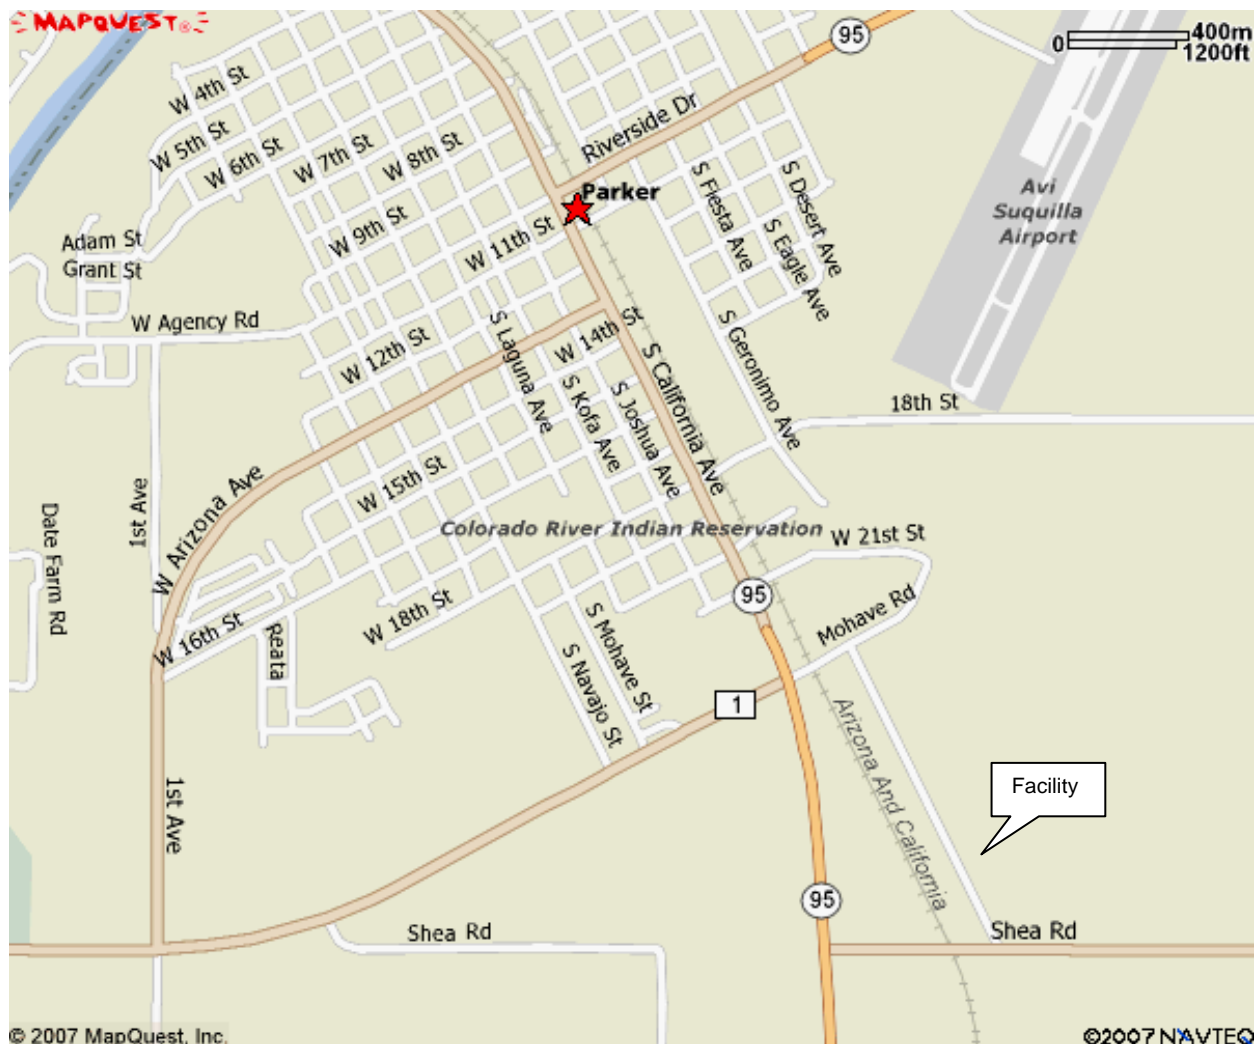 MAPQUEST®
95
0
400m
1200ft
W 4th St
W 5th St
W 6th St
W 7th St
W 8th St
Riverside Dr
Parker
S Fiesta Ave
S Desert Ave
S Eagle Ave
Avi
Suquilla
Airport
W 9th St
W 11th St
Adam St
Grant St
W Agency Rd
W 12th St
S Laguna Ave
W 14th St
S Kofa Ave
S Joshua Ave
S California Ave
S Geronimo Ave
18th St
1st Ave
W Arizona Ave
W 15th St
Date Farm Rd
Colorado River Indian Reservation
W 21st St
95
Mohave Rd
W 16th St
Reata
W 18th St
S Mohave St
S Navajo St
1
Arizona And California
Facility
1st Ave
95
Shea Rd
Shea Rd
© 2007 MapQuest, Inc.
©2007 NAVTEQ